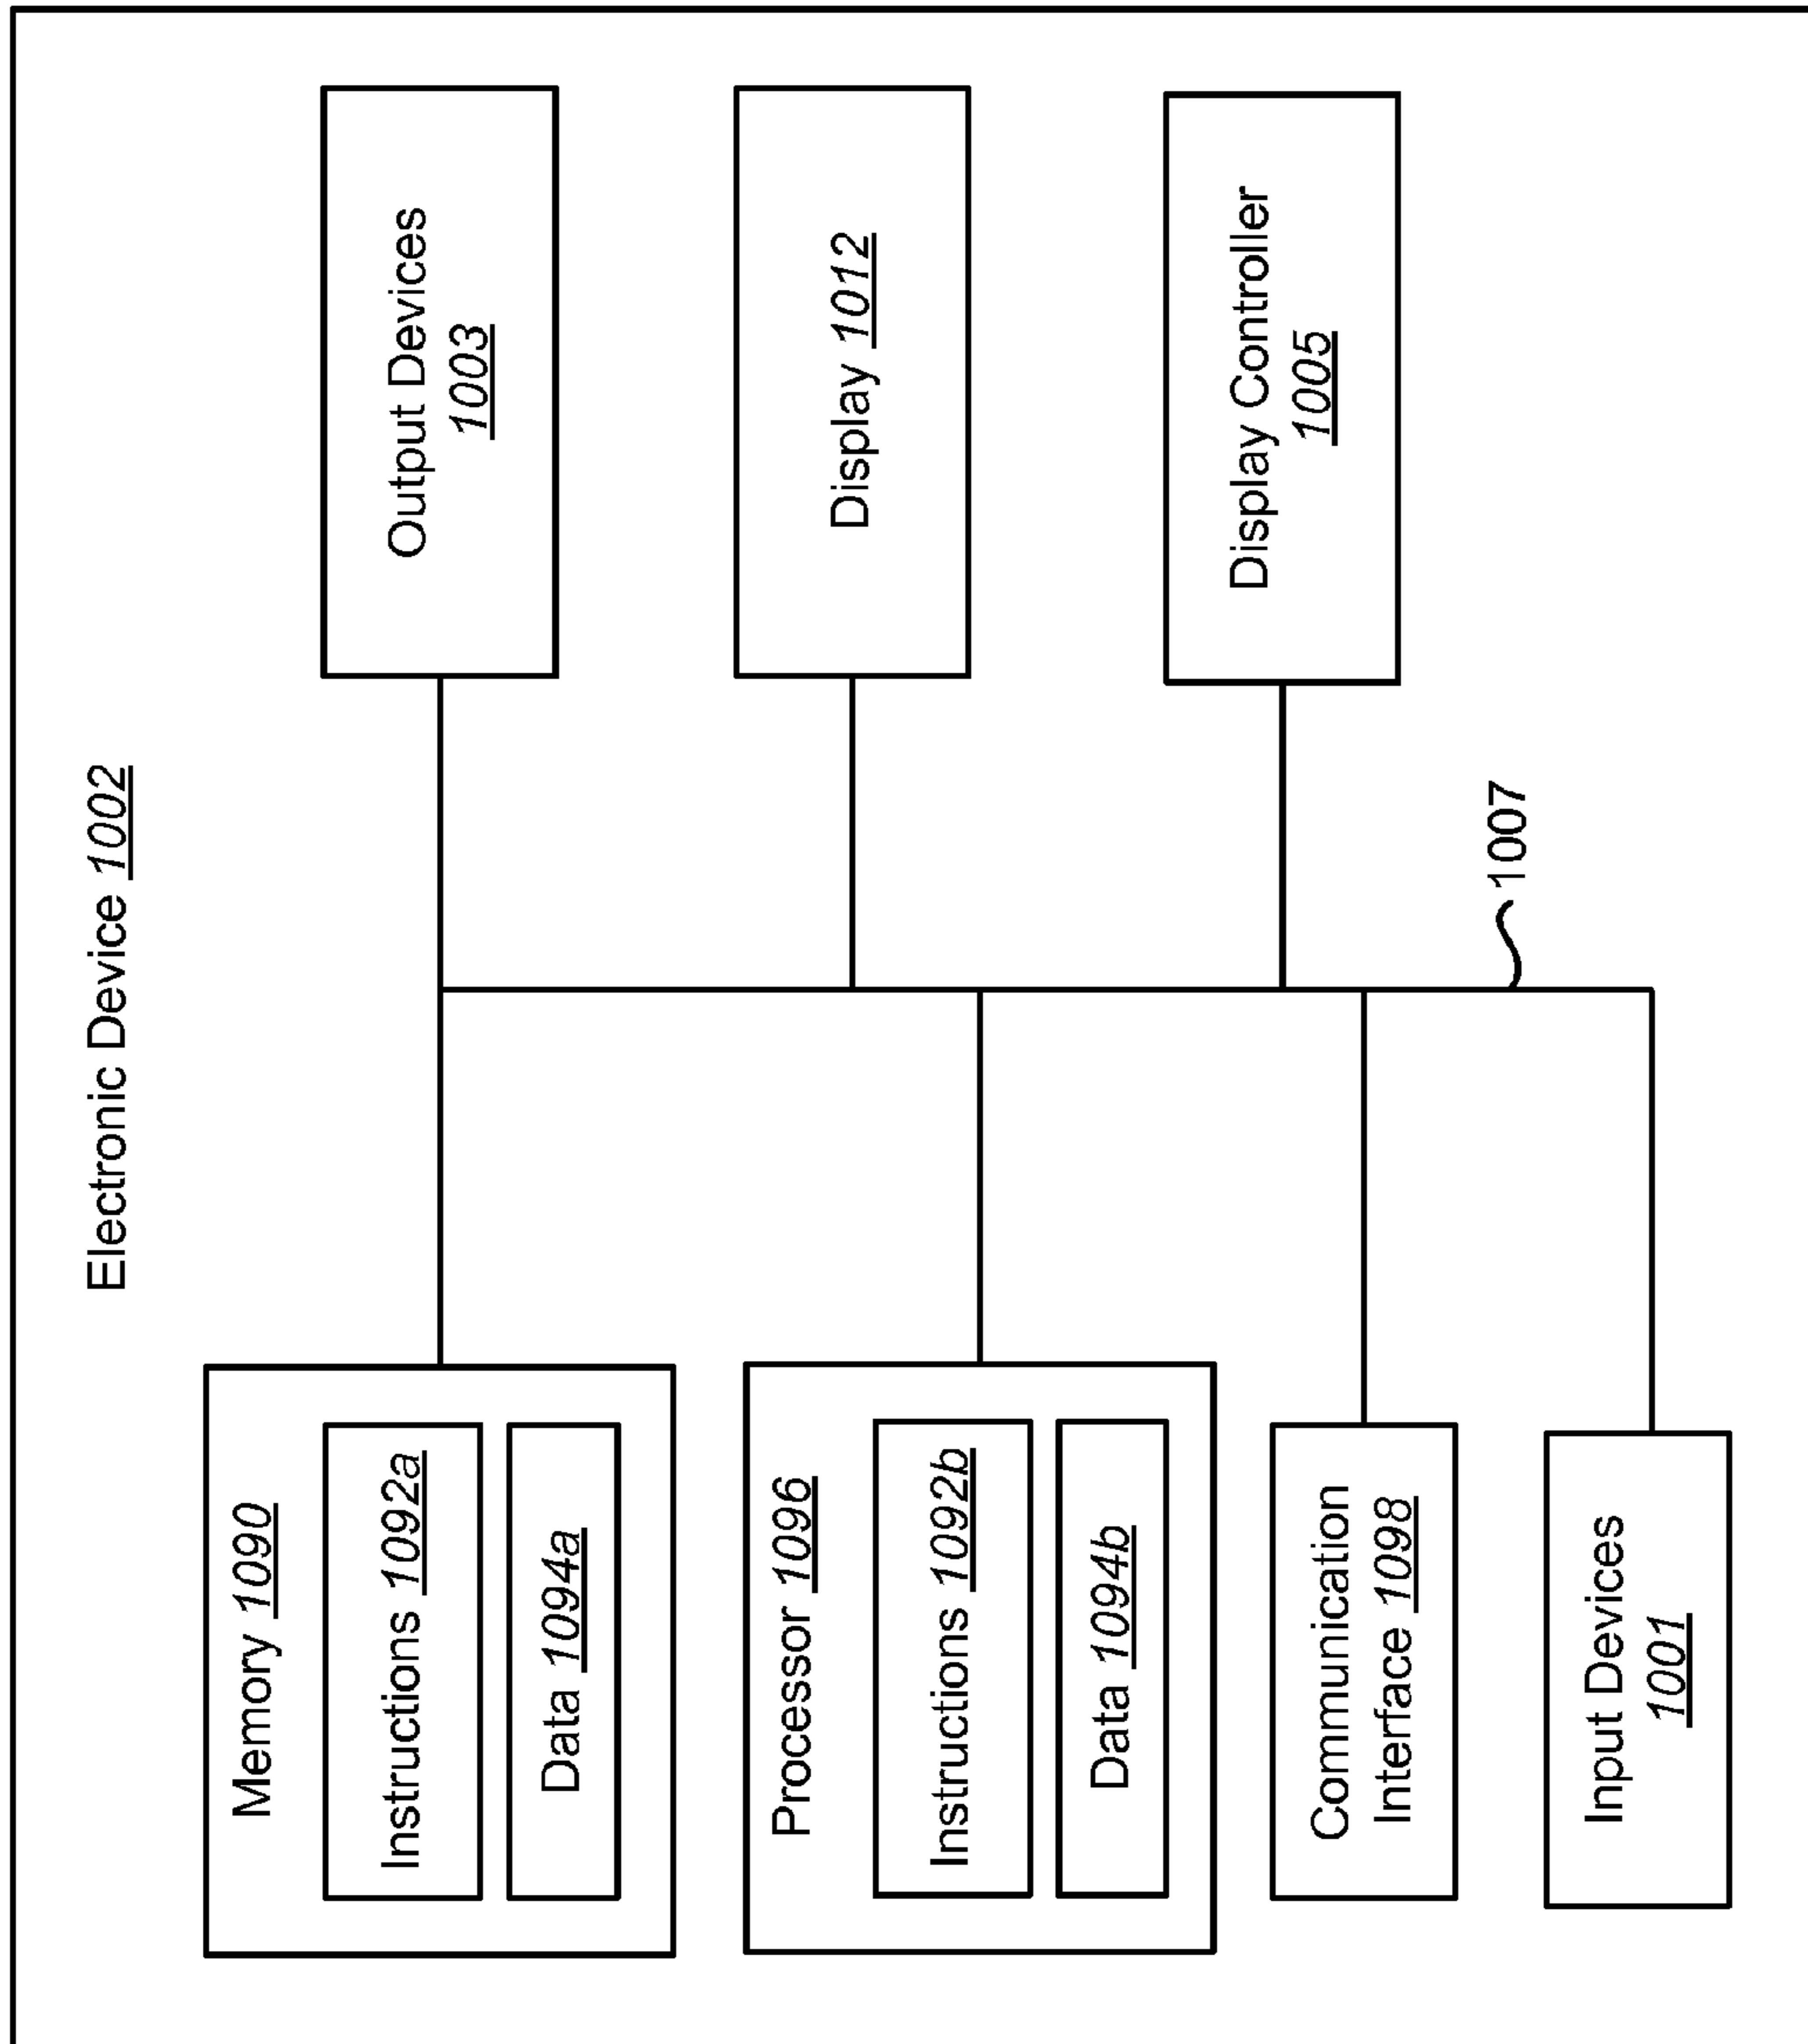 Electronic Device 1002
Memory 1090
Instructions 1092a
Data 1094a
Processor 1096
Instructions 1092b
Data 1094b
Communication
Interface 1098
Input Devices
1001
Output Devices
1003
Display 1012
Display Controller
1005
1007